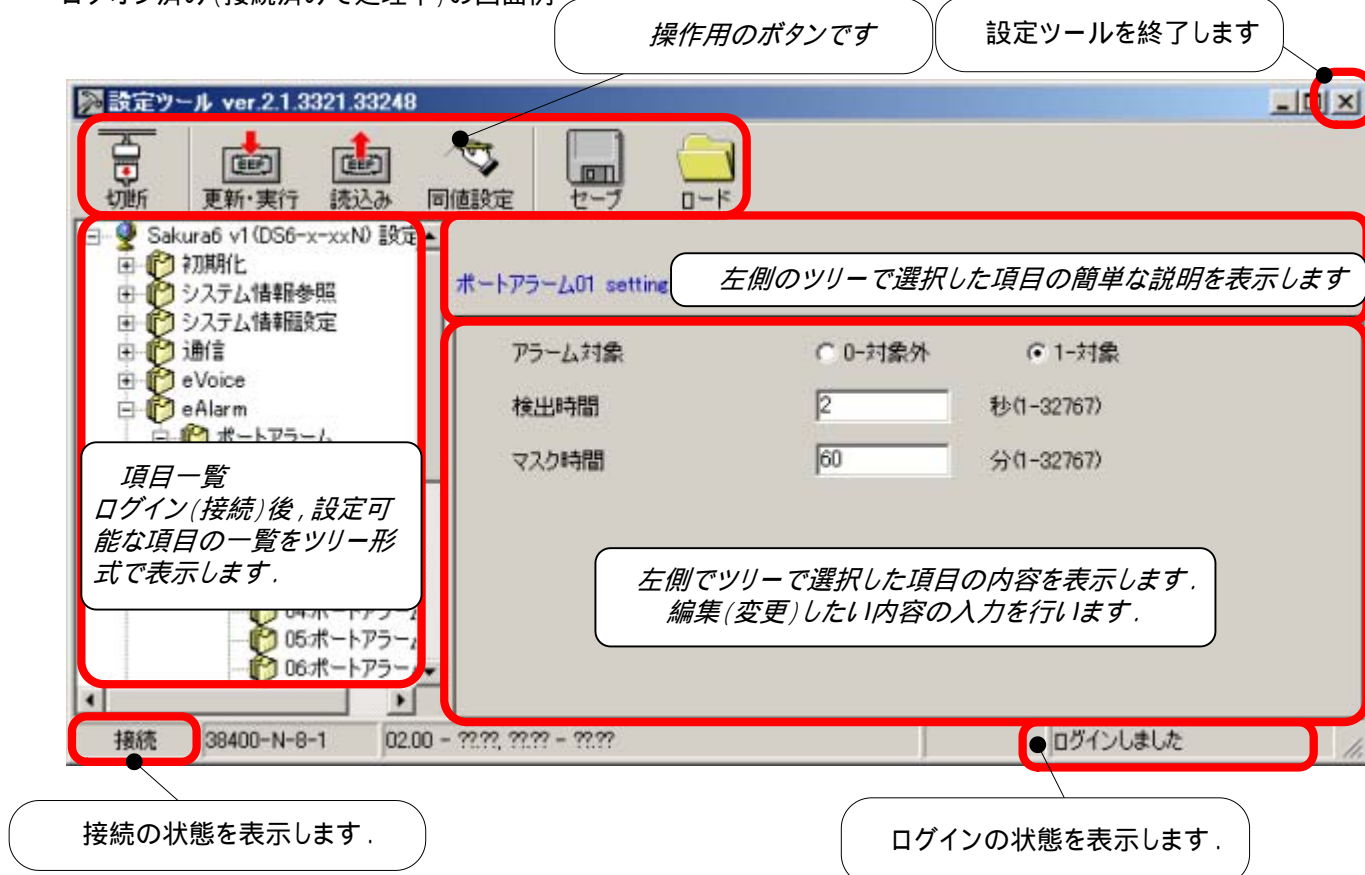 操作用のボタンです
設定ツールを終了します
設定ツール ver.2.1.3321.33248
切断
更新・実行
読込み
同値設定
セーブ
ロード
Sakura6 v1(DS6-x-xxN) 設定
初期化
システム情報参照
システム情報設定
通信
eVoice
eAlarm
ポートアラーム
項目一覧
ログイン(接続)後,設定可
能な項目の一覧をツリー形
式で表示します.
04:ポートアラーム
05:ポートアラーム
06:ポートアラーム
ポートアラーム01 setting
左側のツリーで選択した項目の簡単な説明を表示します
アラーム対象 0-対象外 1-対象
検出時間 2 秒(1-32767)
マスク時間 60 分(1-32767)
左側でツリーで選択した項目の内容を表示します.
編集(変更)したい内容の入力を行います.
接続 38400-N-8-1 02.00 - ??.??, ??.?? - ??.?? ログインしました
接続の状態を表示します.
ログインの状態を表示します.